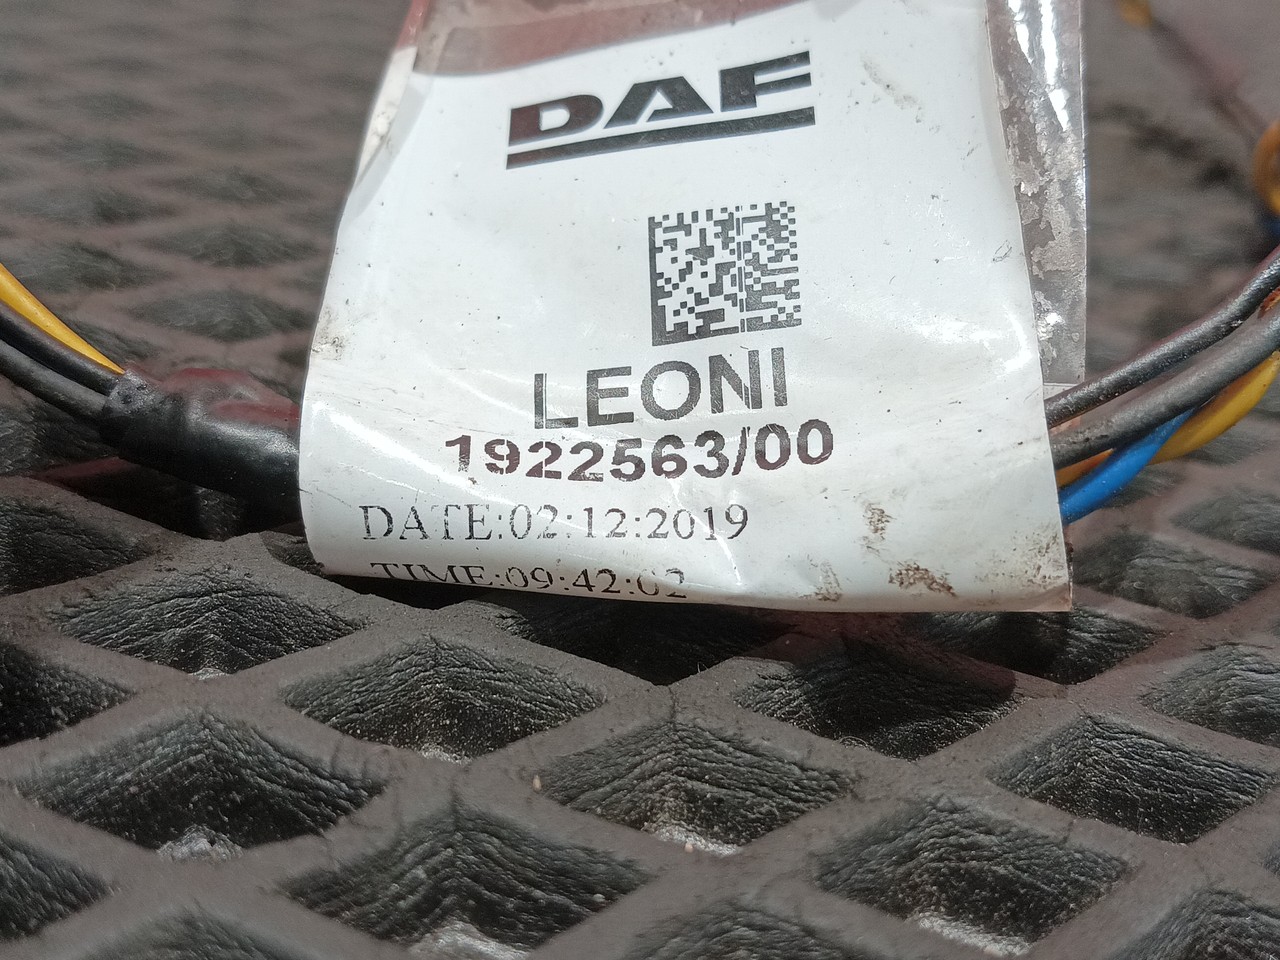 DAF
LEONI
1922563/00
DATE:02:12:2019
TIME:09:42:02